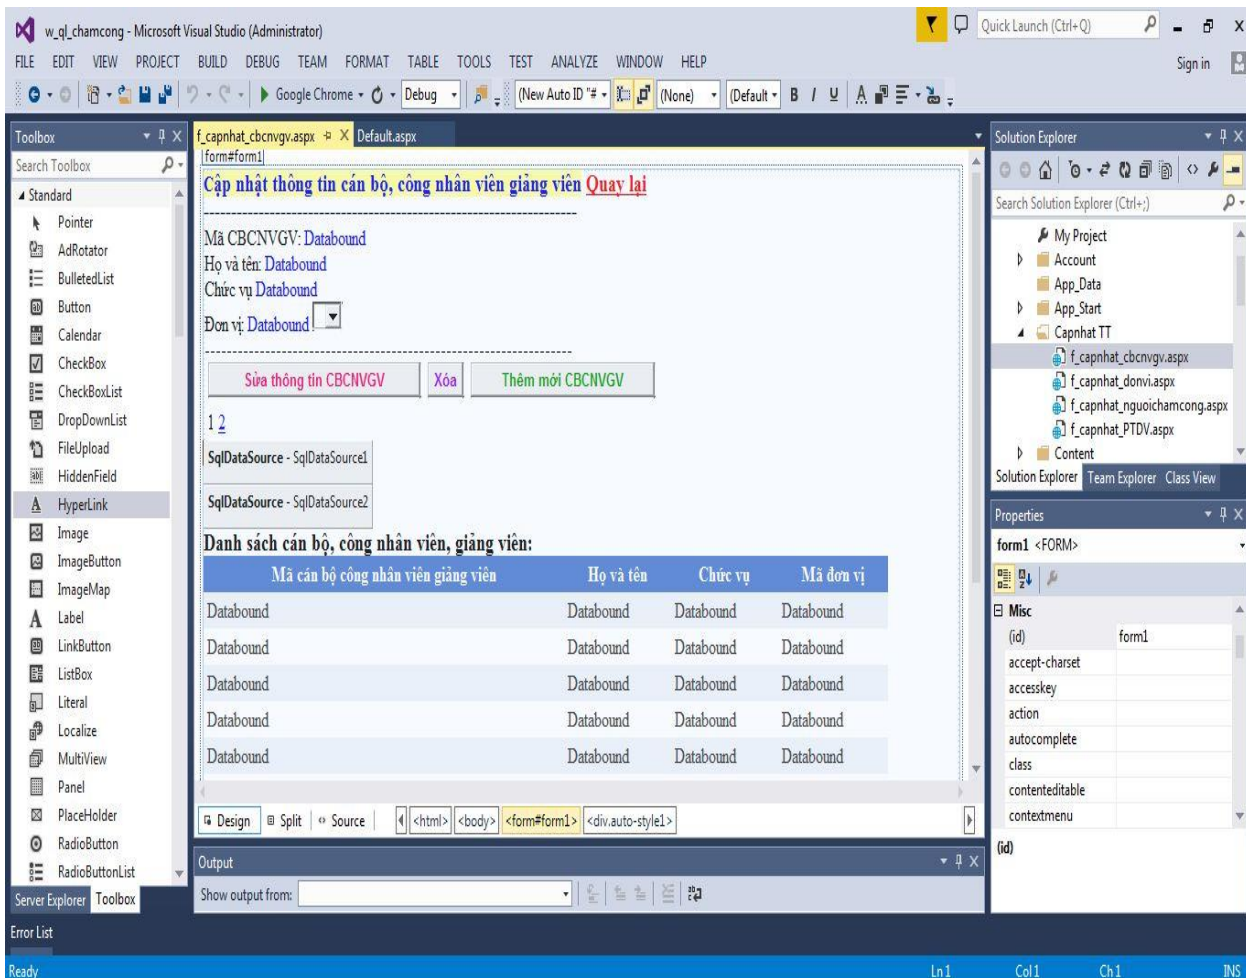 w_ql_chamcong - Microsoft Visual Studio (Administrator)
Quick Launch (Ctrl+Q)
FILE EDIT VIEW PROJECT BUILD DEBUG TEAM FORMAT TABLE TOOLS TEST ANALYZE WINDOW HELP
Sign in
Google Chrome
Debug
(New Auto ID "#
(None)
(Default
B I U A
Toolbox
Search Toolbox
Standard
Pointer
AdRotator
BulletedList
Button
Calendar
CheckBox
CheckBoxList
DropDownList
FileUpload
HiddenField
HyperLink
Image
ImageButton
ImageMap
Label
LinkButton
ListBox
Literal
Localize
MultiView
Panel
PlaceHolder
RadioButton
RadioButtonList
Server Explorer Toolbox
f_capnhat_cbcnvgv.aspx Default.aspx
form#form1
Cập nhật thông tin cán bộ, công nhân viên giảng viên Quay lại
----------------------------------------------------------------------
Mã CBCNVGV: Databound
Họ và tên: Databound
Chức vụ Databound
Đơn vị: Databound
----------------------------------------------------------------------
Sửa thông tin CBCNVGV
Xóa
Thêm mới CBCNVGV
1 2
SqlDataSource - SqlDataSource1
SqlDataSource - SqlDataSource2
Danh sách cán bộ, công nhân viên, giảng viên:
Mã cán bộ công nhân viên giảng viên Họ và tên Chức vụ Mã đơn vị
Databound Databound Databound Databound
Databound Databound Databound Databound
Databound Databound Databound Databound
Databound Databound Databound Databound
Databound Databound Databound Databound
Design Split Source <html> <body> <form#form1> <div.auto-style1>
Output
Show output from:
Solution Explorer
Search Solution Explorer (Ctrl+;)
My Project
Account
App_Data
App_Start
Capnhat TT
f_capnhat_cbcnvgv.aspx
f_capnhat_donvi.aspx
f_capnhat_nguoichamcong.aspx
f_capnhat_PTDV.aspx
Content
Solution Explorer Team Explorer Class View
Properties
form1 <FORM>
Misc
(id) form1
accept-charset
accesskey
action
autocomplete
class
contenteditable
contextmenu
(id)
Error List
Ready Ln 1 Col 1 Ch 1 INS